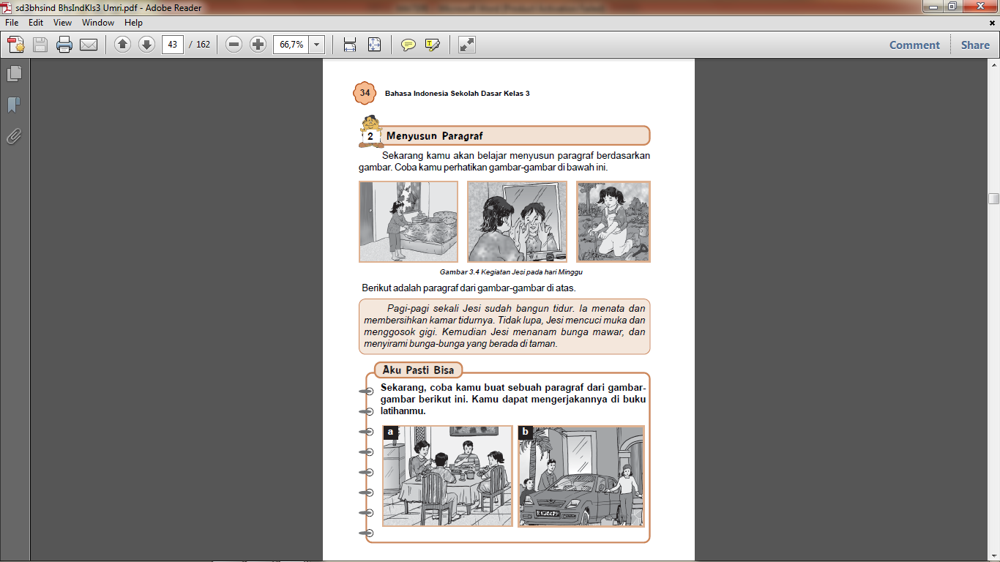 sd3bhsind BhsIndKls3 Umri.pdf - Adobe Reader
File Edit View Window Help
43 / 162
66,7%
Comment Share
34
Bahasa Indonesia Sekolah Dasar Kelas 3
2 Menyusun Paragraf
Sekarang kamu akan belajar menyusun paragraf berdasarkan
gambar. Coba kamu perhatikan gambar-gambar di bawah ini.
Gambar 3.4 Kegiatan Jesi pada hari Minggu
Berikut adalah paragraf dari gambar-gambar di atas.
Pagi-pagi sekali Jesi sudah bangun tidur. Ia menata dan
membersihkan kamar tidurnya. Tidak lupa, Jesi mencuci muka dan
menggosok gigi. Kemudian Jesi menanam bunga mawar, dan
menyirami bunga-bunga yang berada di taman.
Aku Pasti Bisa
Sekarang, coba kamu buat sebuah paragraf dari gambar-
gambar berikut ini. Kamu dapat mengerjakannya di buku
latihanmu.
a
b